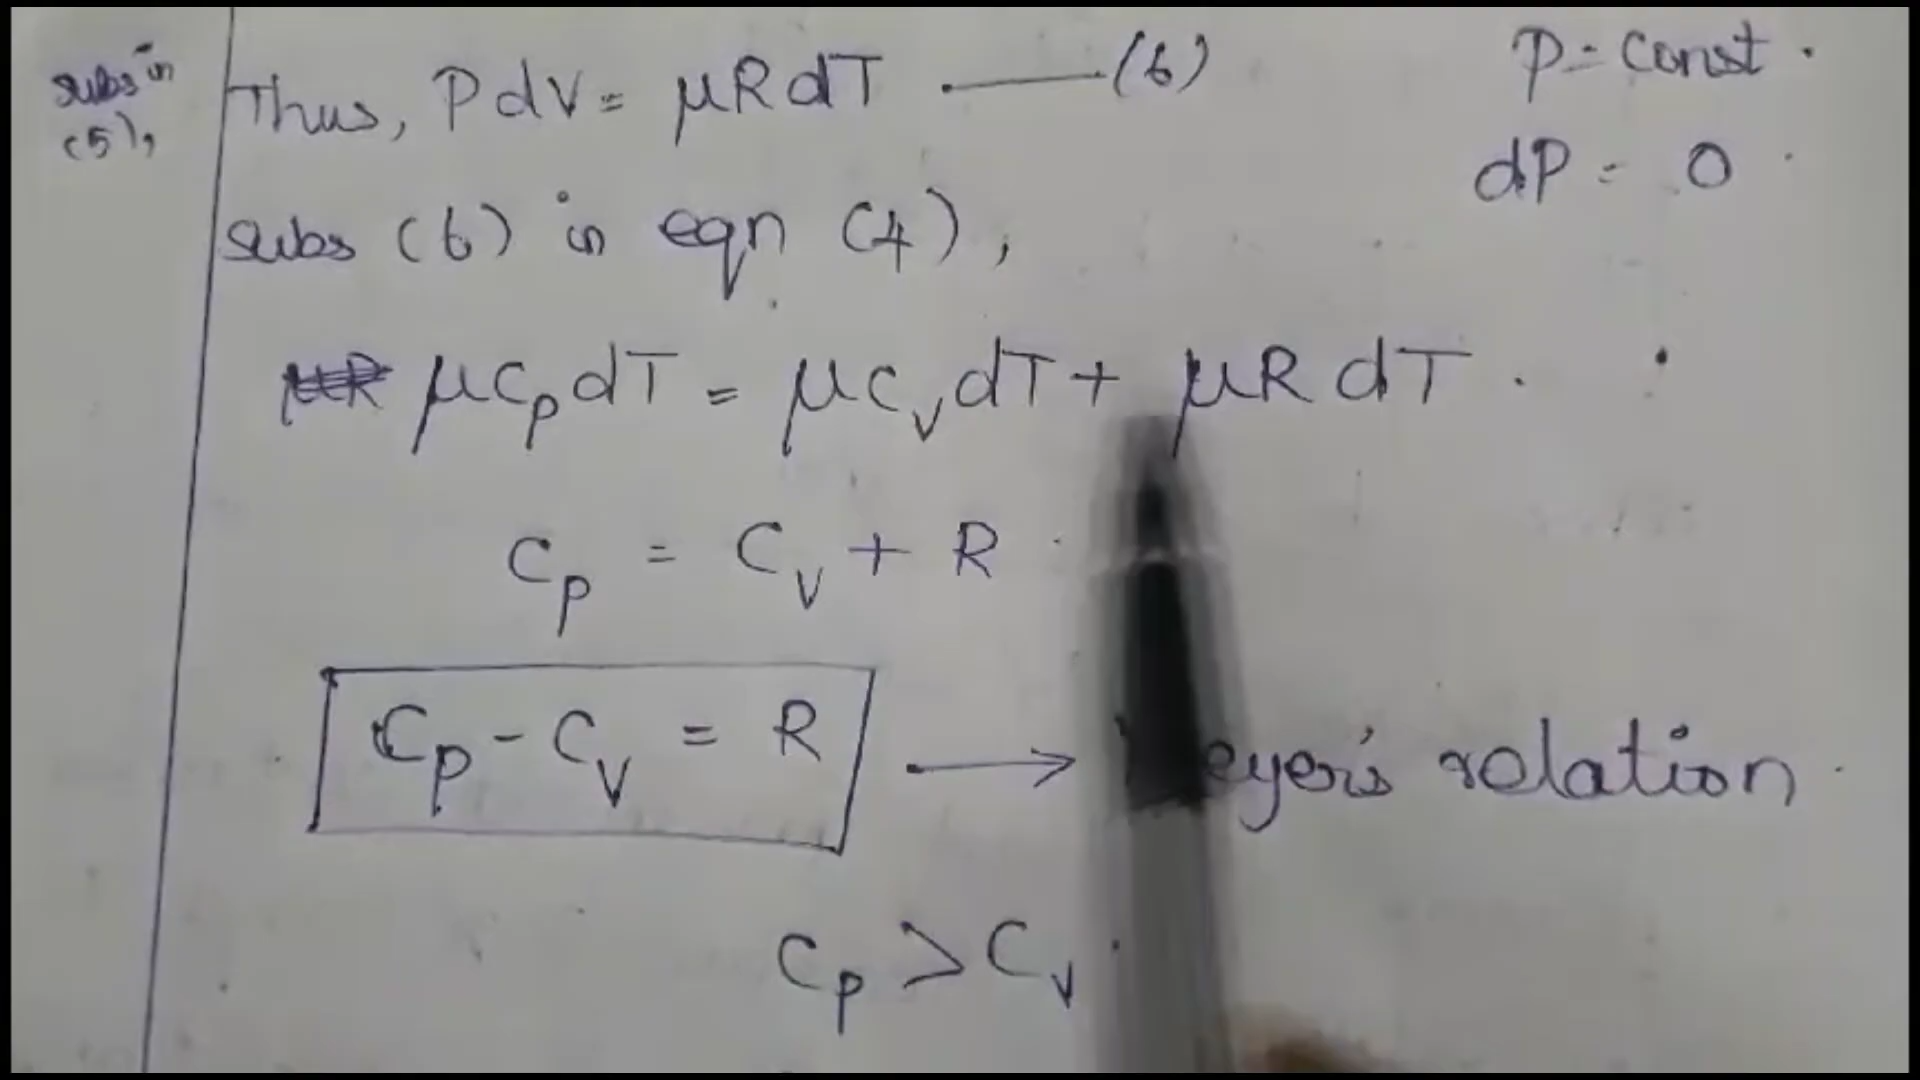 subs in
(5),
Thus, PdV = μRdT —— (6)
P = const.
dP = 0
subs (6) in eqn (4),
μCpdT = μCvdT + μRdT.
Cp = Cv + R
Cp - Cv = R → relation
Cp > Cv